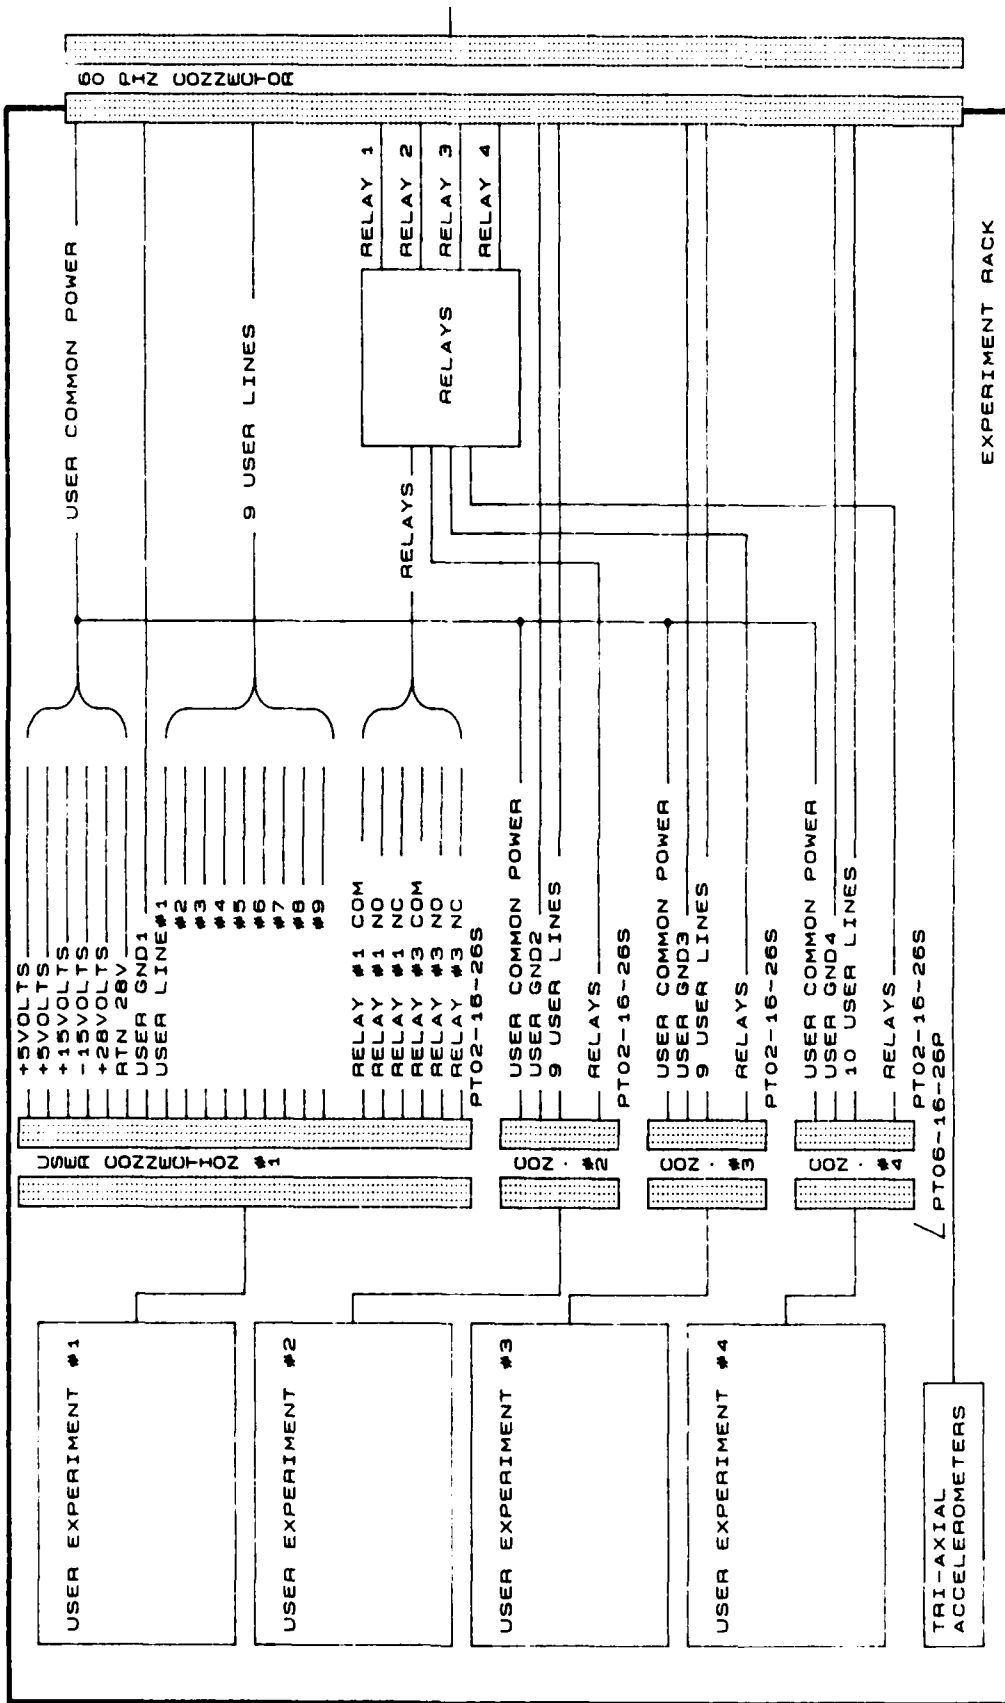 USER EXPERIMENT #1
USER EXPERIMENT #2
USER EXPERIMENT #3
USER EXPERIMENT #4
TRI-AXIAL
ACCELEROMETERS
USER CONNECTION #1
+5VOLTS
+5VOLTS
+15VOLTS
-15VOLTS
+28VOLTS
RTN 28V
USER GND1
USER LINE#1
#2
#3
#4
#5
#6
#7
#8
#9
RELAY #1 COM
RELAY #1 NO
RELAY #1 NC
RELAY #3 COM
RELAY #3 NO
RELAY #3 NC
PT02-16-26S
CON. #2
USER COMMON POWER
USER GND2
9 USER LINES
RELAYS
PT02-16-26S
CON. #3
USER COMMON POWER
USER GND3
9 USER LINES
RELAYS
PT02-16-26S
CON. #4
USER COMMON POWER
USER GND4
10 USER LINES
RELAYS
PT02-16-26S
PT06-16-26P
USER COMMON POWER
9 USER LINES
RELAYS
RELAYS
RELAY 1
RELAY 2
RELAY 3
RELAY 4
60 PIN CONNECTOR
EXPERIMENT RACK